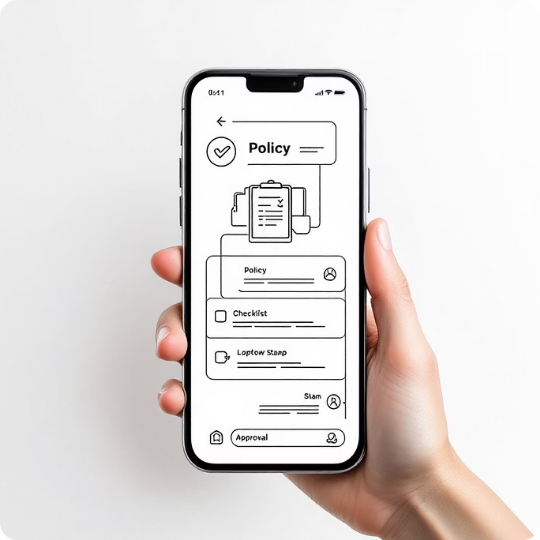 Policy
Policy
Checklist
Loptow Staap
Stam
Approval